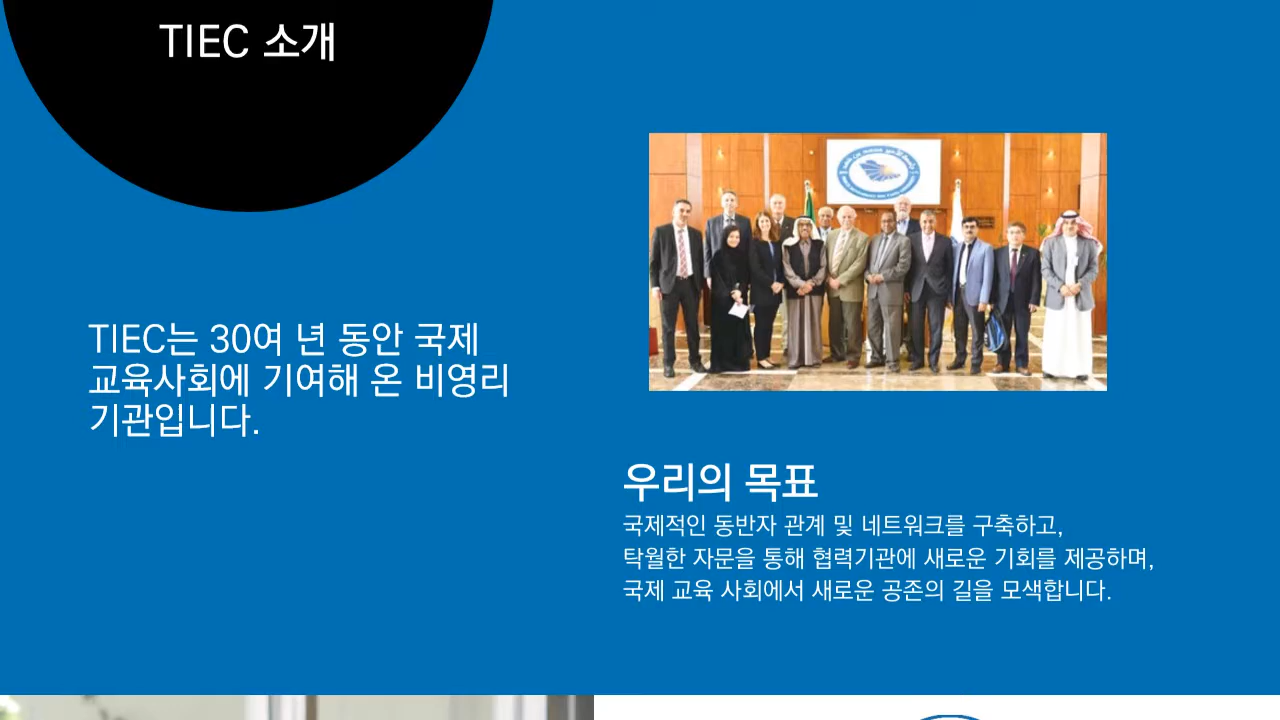 TIEC 소개
TIEC는 30여 년 동안 국제
교육사회에 기여해 온 비영리
기관입니다.
우리의 목표
국제적인 동반자 관계 및 네트워크를 구축하고,
탁월한 자문을 통해 협력기관에 새로운 기회를 제공하며,
국제 교육 사회에서 새로운 공존의 길을 모색합니다.